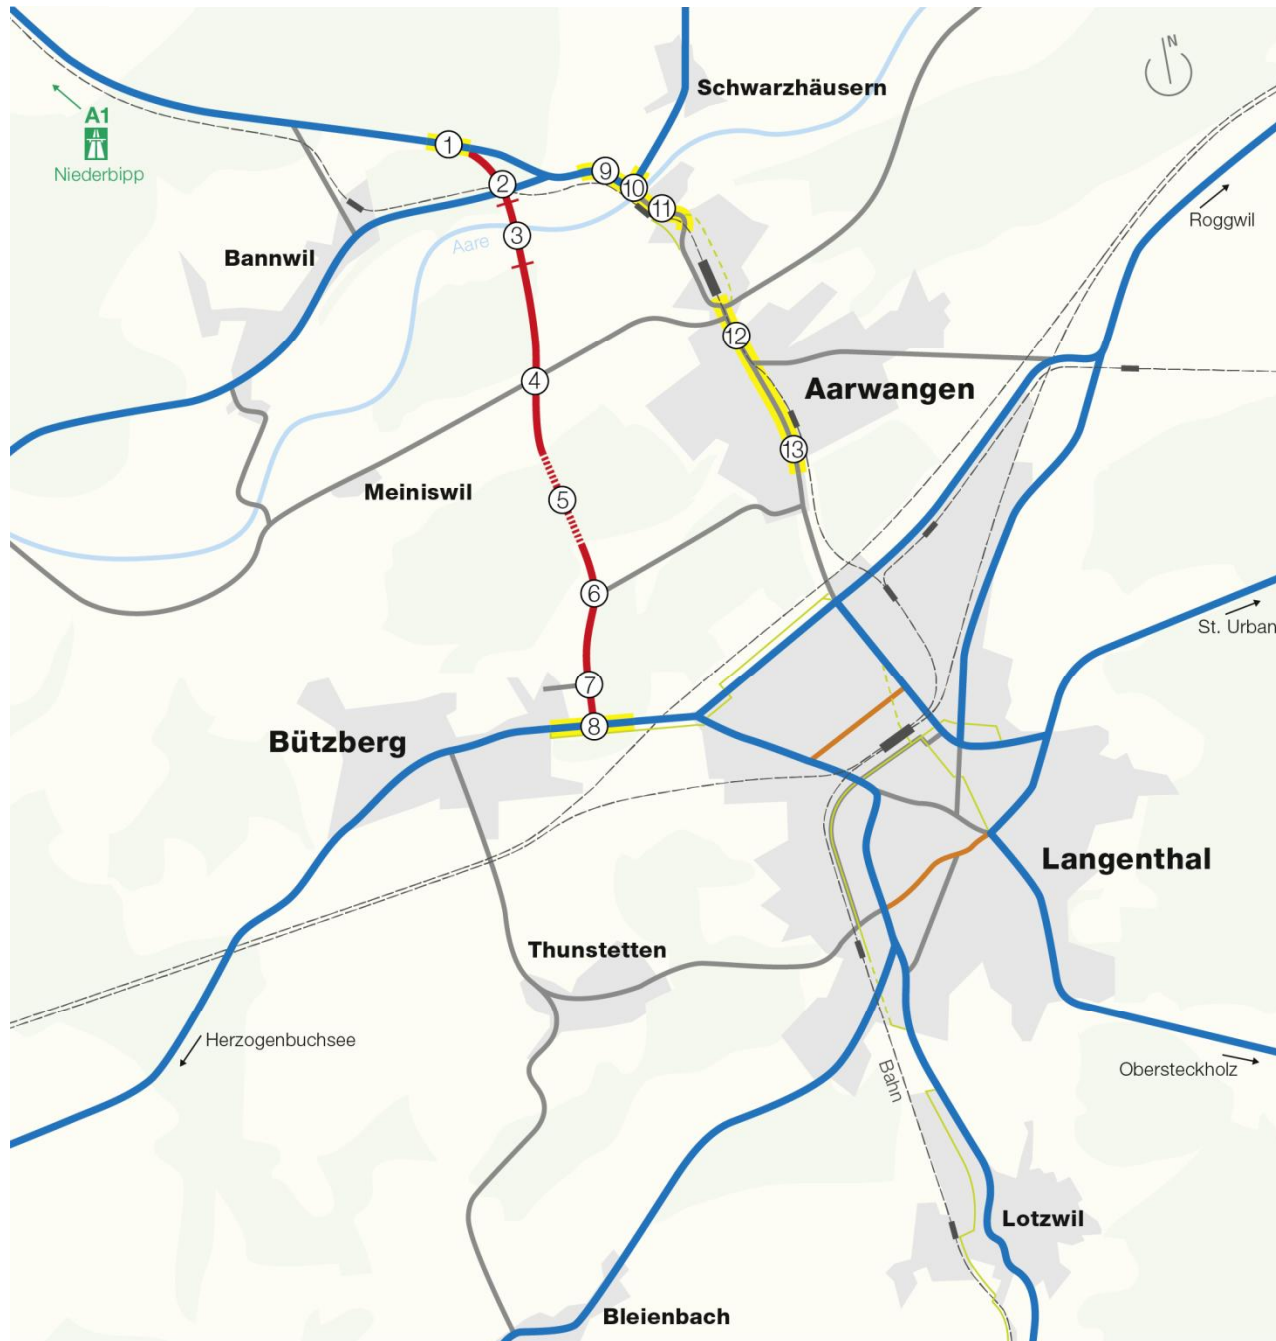 N
Schwarzhäusern
A1
Niederbipp
1
2
9
10
11
Roggwil
3
Aare
Bannwil
12
4
Aarwangen
13
Meiniswil
5
6
St. Urban
7
8
Bützberg
Langenthal
Thunstetten
Herzogenbuchsee
Bahn
Obersteckholz
Lotzwil
Bleienbach